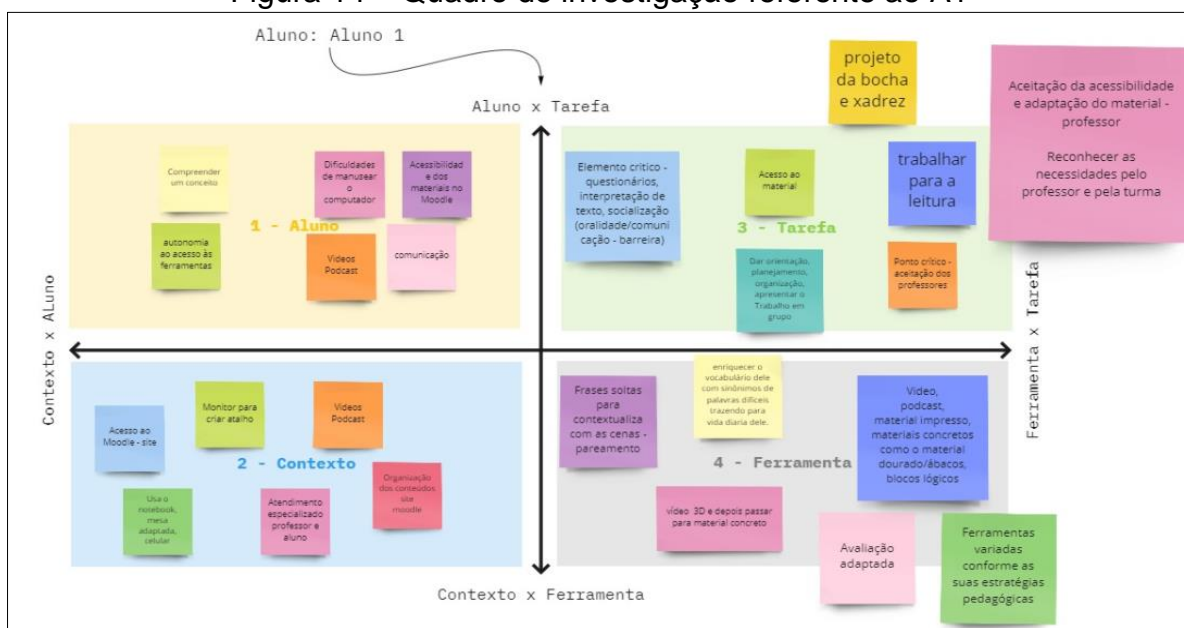 Figura 14 – Quadro de investigação referente ao A1
Aluno: Aluno 1
Aluno x Tarefa
Contexto x ALuno
Ferramenta x Tarefa
Contexto x Ferramenta
1 - Aluno
Compreender
um conceito
Dificuldades
de manusear
o
computador
Acessibilidad
e dos
materiais no
Moodle
autonomia
ao acesso às
ferramentas
Videos
Podcast
comunicação
projeto
da bocha
e xadrez
Aceitação da acessibilidade
e adaptação do material -
professor
Reconhecer as
necessidades pelo
professor e pela turma
Elemento critico -
questionários,
interpretação de
texto, socialização
(oralidade/comuni
cação - barreira)
Acesso ao
material
trabalhar
para a
leitura
3 - Tarefa
Dar orientação,
planejamento,
organização,
apresentar o
Trabalho em
grupo
Ponto crítico -
aceitação dos
professores
Acesso ao
Moodle - site
Monitor para
criar atalho
Videos
Podcast
2 - Contexto
Usa o
notebook,
mesa
adaptada,
celular
Atendimento
especializado
professor e
aluno
Organização
dos conteúdos,
site
moodle
Frases soltas
para
contextualiza
com as cenas -
pareamento
enriquecer o
vocabulário dele
com sinônimos de
palavras difíceis
trazendo para
vida diaria dele.
Video,
podcast,
material impresso,
materiais concretos
como o material
dourado/ábacos,
blocos lógicos
4 - Ferramenta
vídeo 3D e depois passar
para material concreto
Avaliação
adaptada
Ferramentas
variadas
conforme as
suas estratégias
pedagógicas